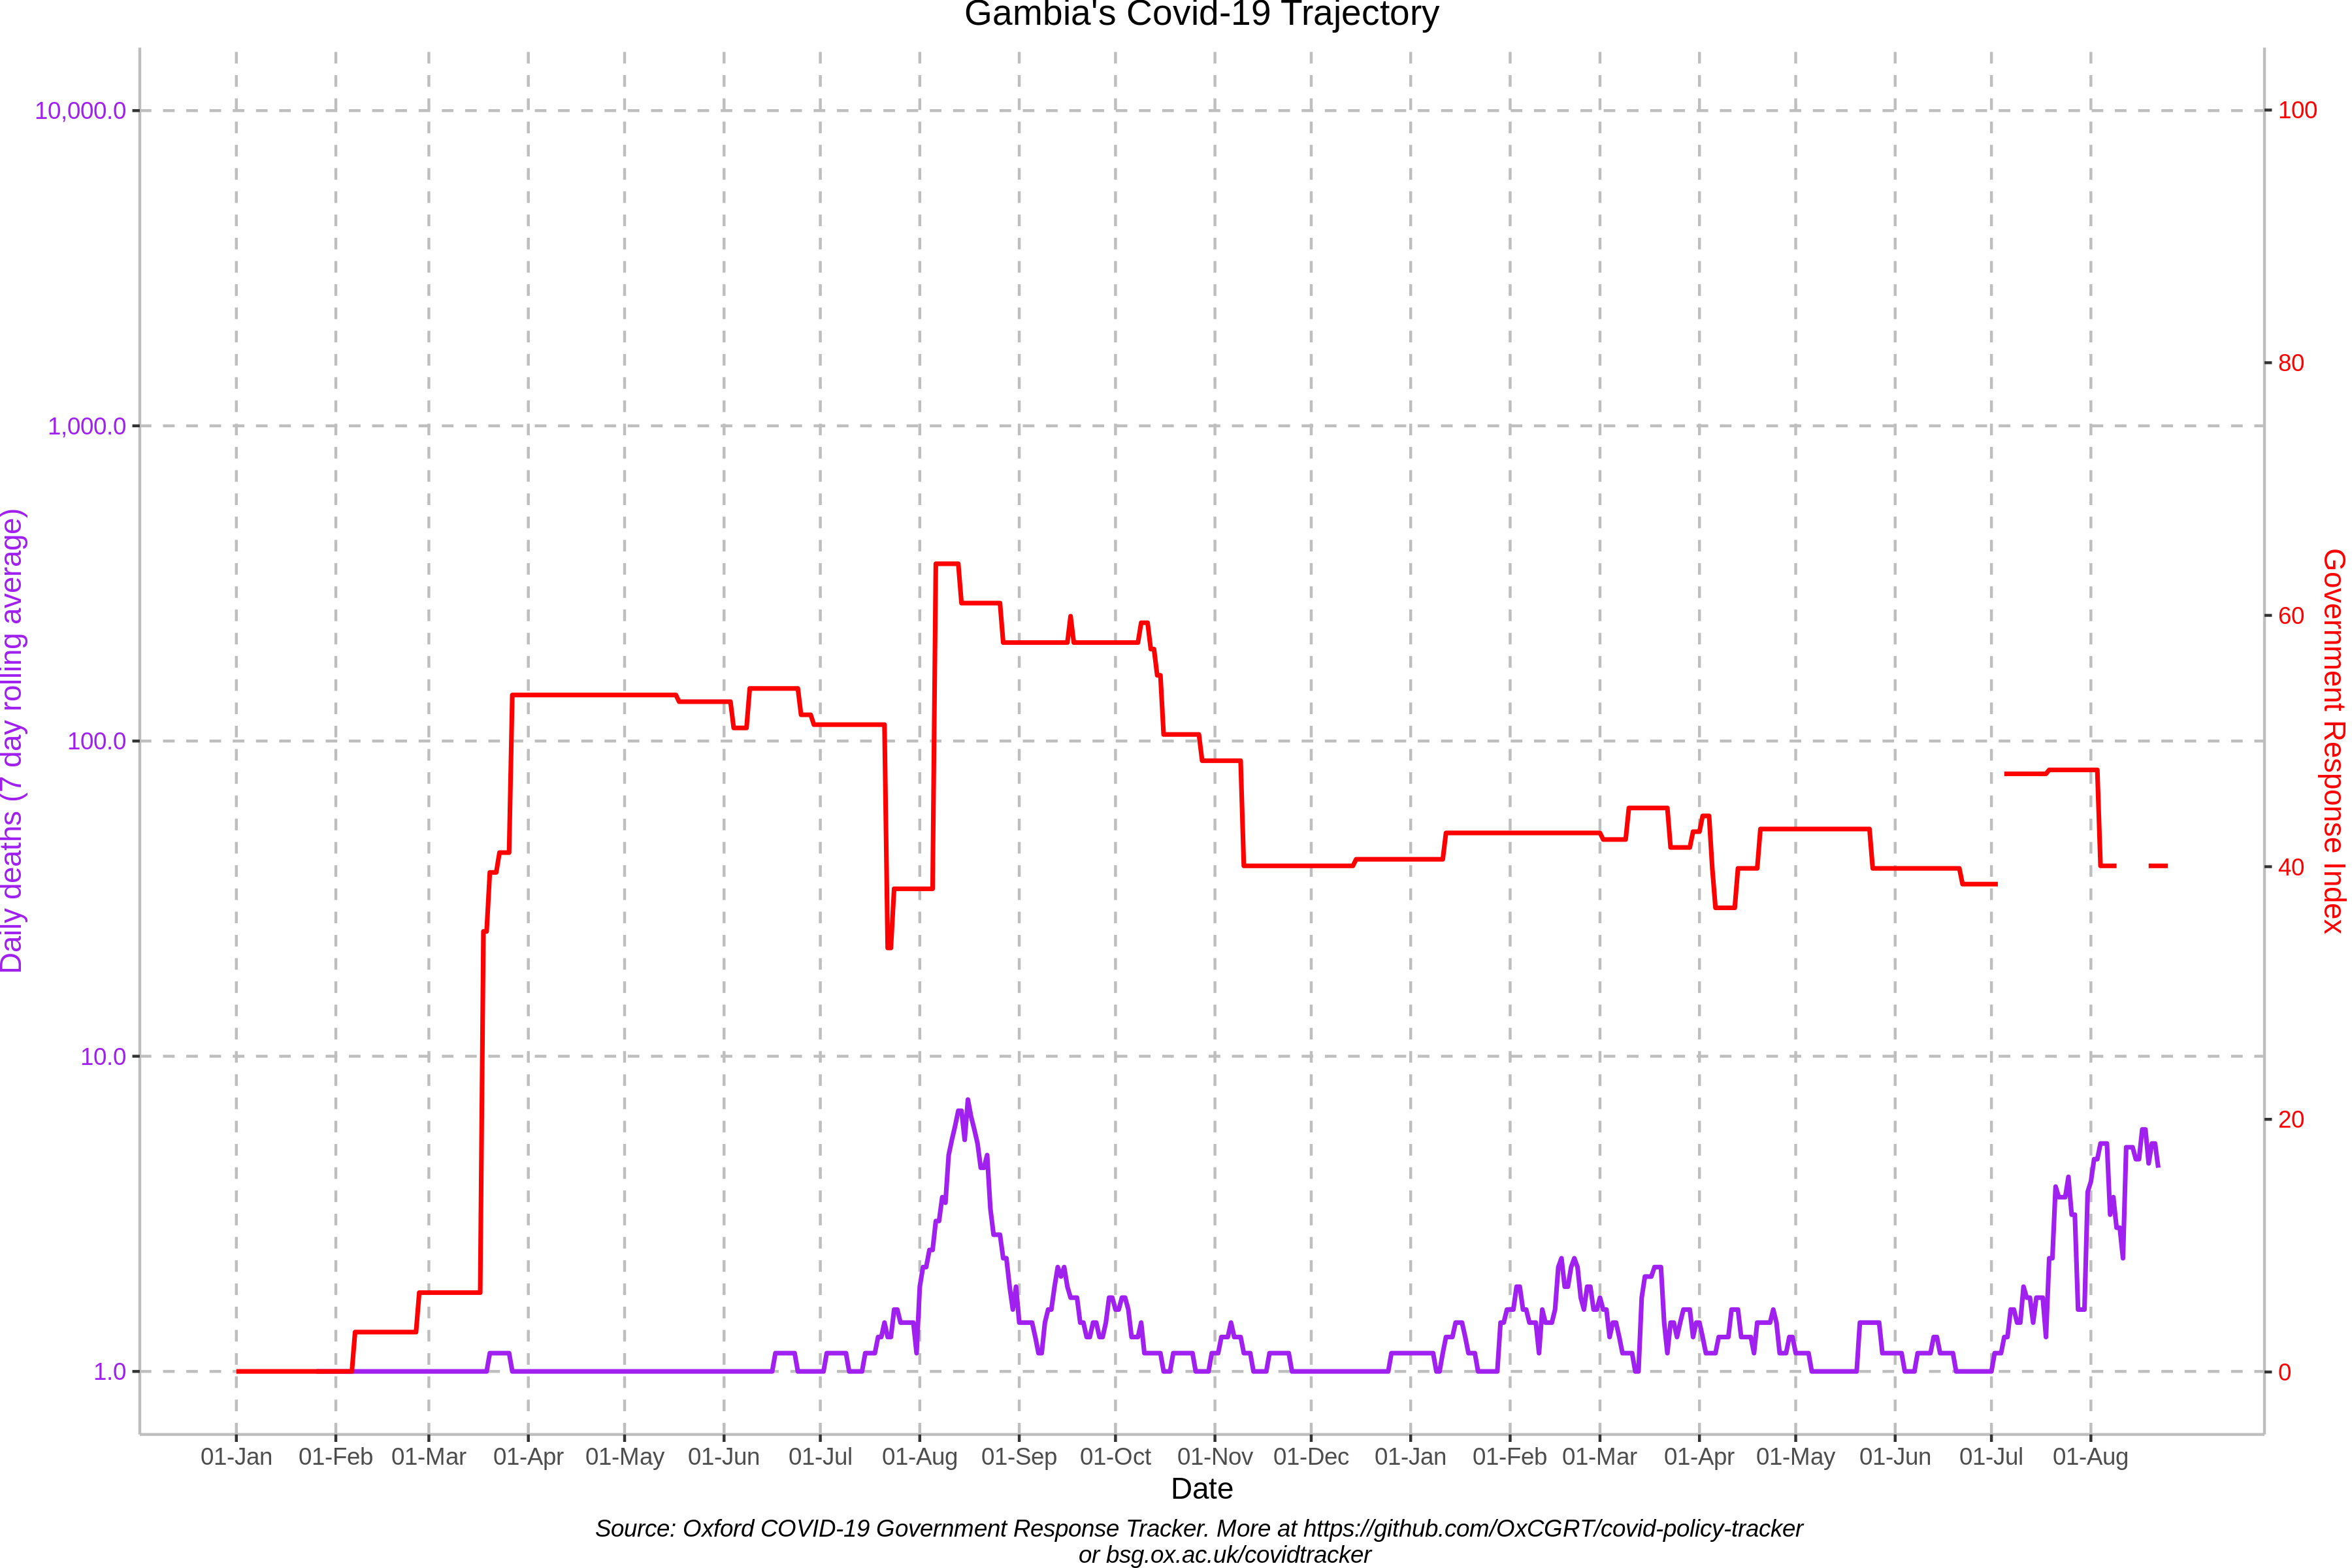 Gambia's Covid-19 Trajectory
Daily deaths (7 day rolling average)
10,000.0
1,000.0
100.0
10.0
1.0
100
80
60
40
20
0
Government Response Index
01-Jan 01-Feb 01-Mar 01-Apr 01-May 01-Jun 01-Jul 01-Aug 01-Sep 01-Oct 01-Nov 01-Dec 01-Jan 01-Feb 01-Mar 01-Apr 01-May 01-Jun 01-Jul 01-Aug
Date
Source: Oxford COVID-19 Government Response Tracker. More at https://github.com/OxCGRT/covid-policy-tracker
or bsg.ox.ac.uk/covidtracker